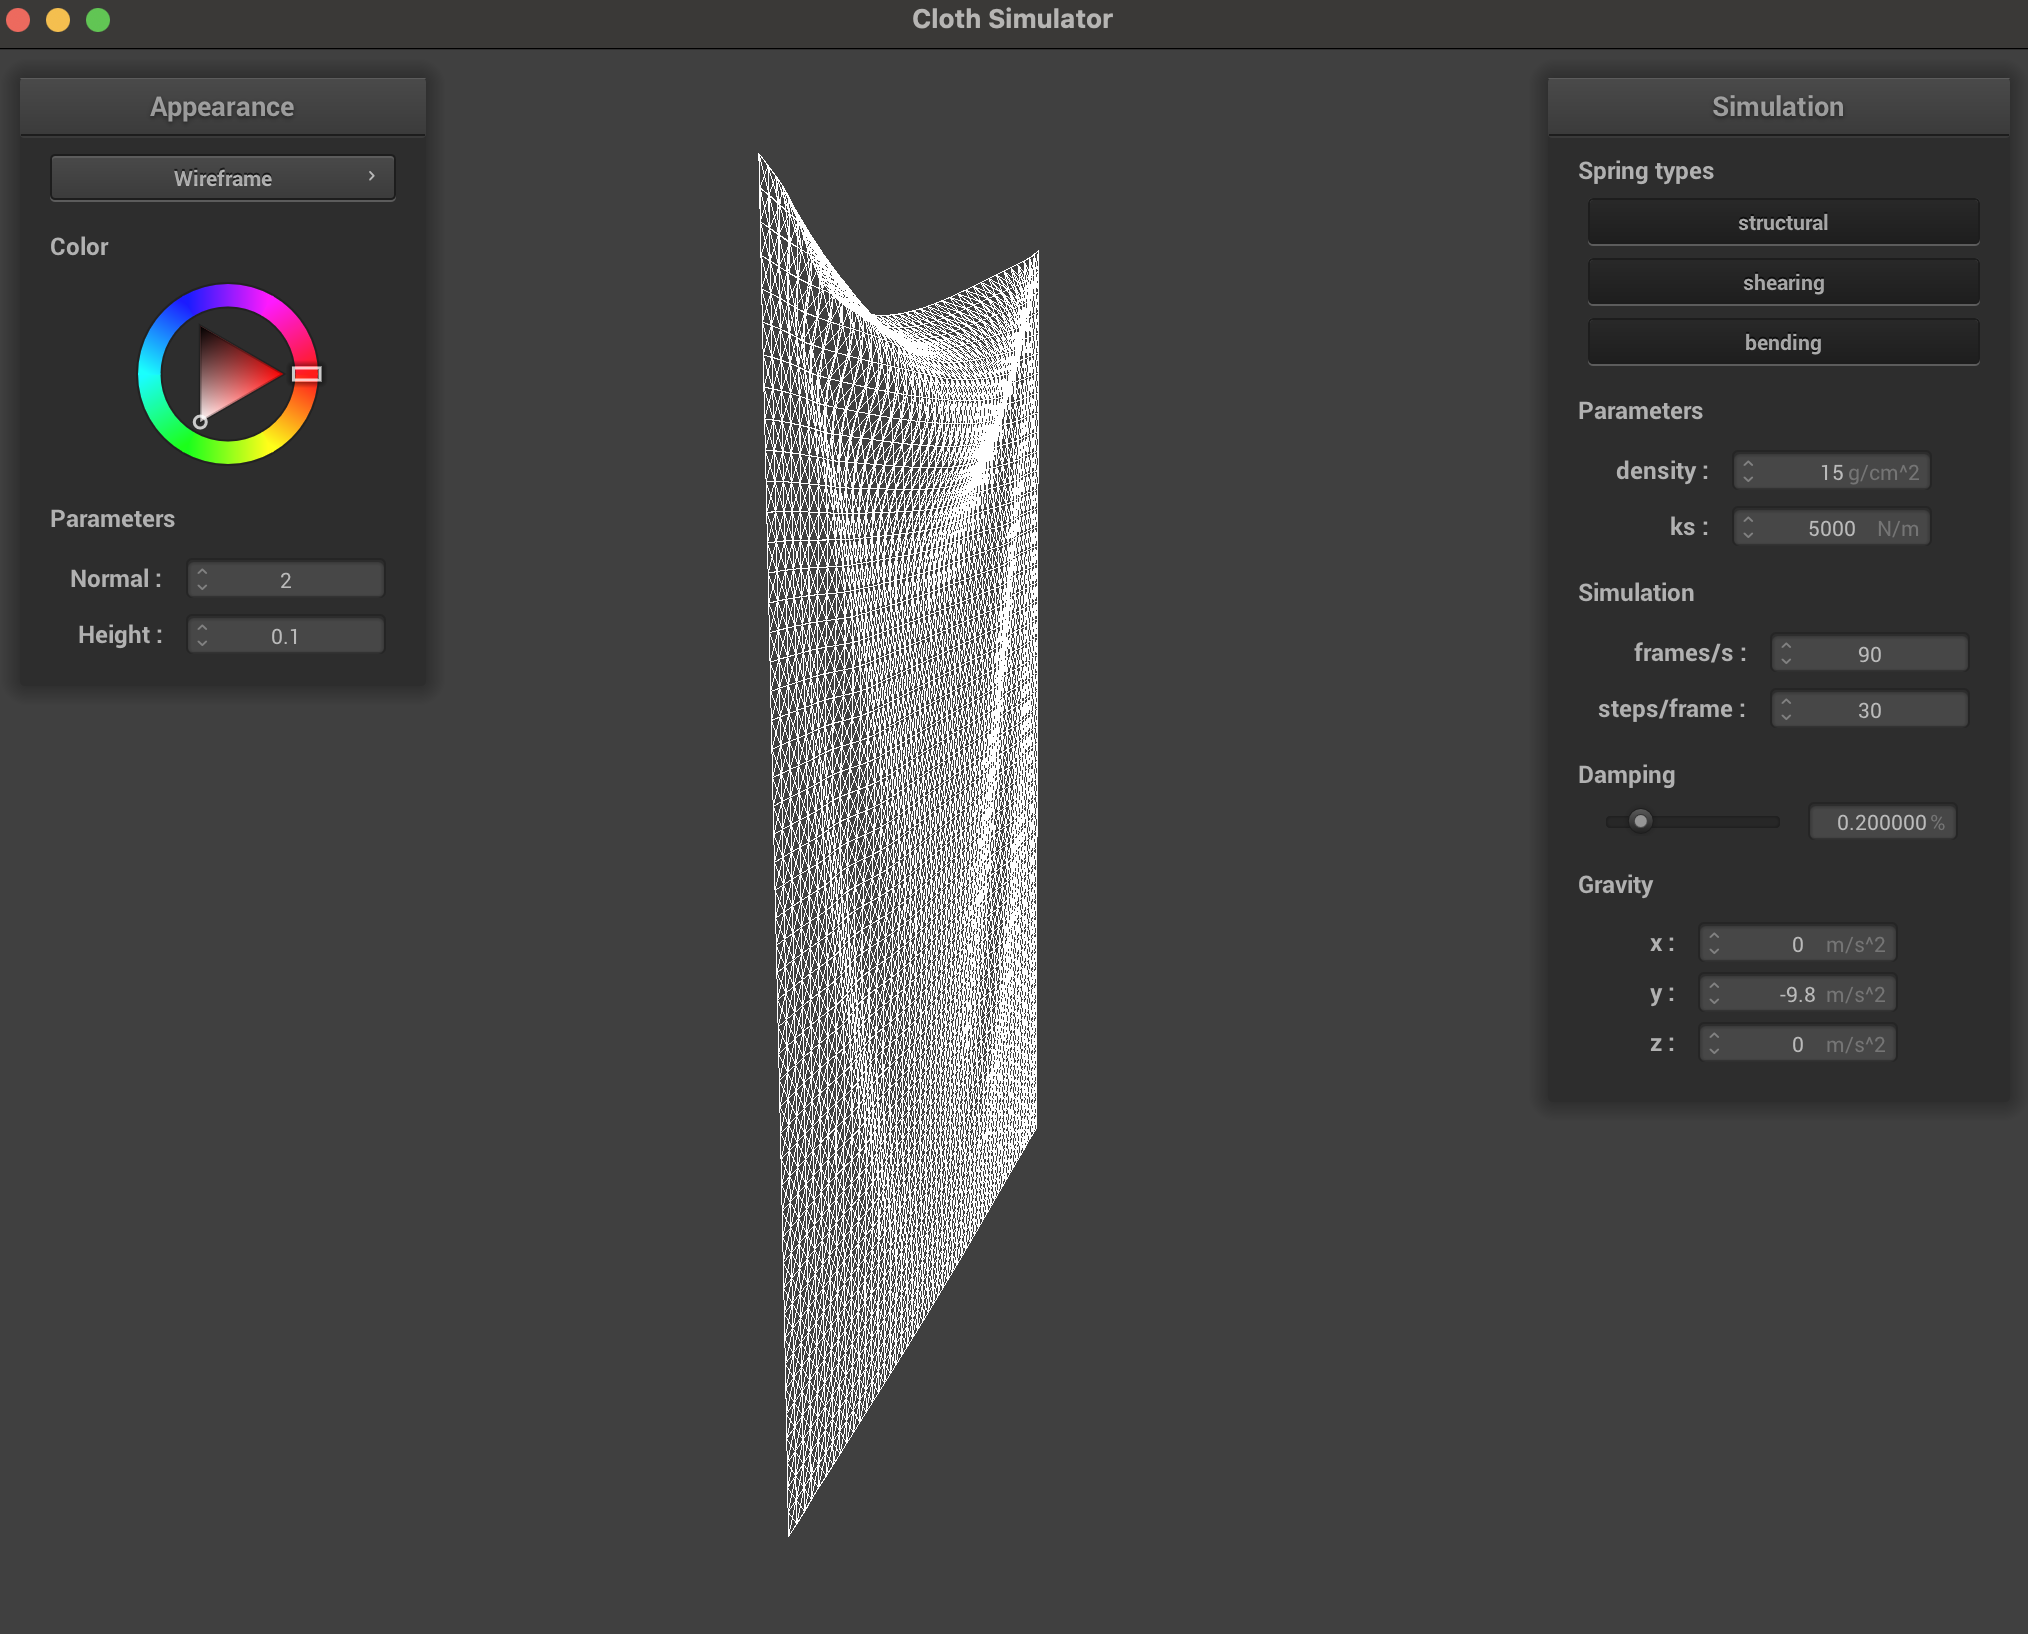 Cloth Simulator
Appearance
Wireframe
Color
Parameters
Normal : 2
Height : 0.1
Simulation
Spring types
structural
shearing
bending
Parameters
density : 15 g/cm^2
ks : 5000 N/m
Simulation
frames/s : 90
steps/frame : 30
Damping
0.200000 %
Gravity
x : 0 m/s^2
y : -9.8 m/s^2
z : 0 m/s^2